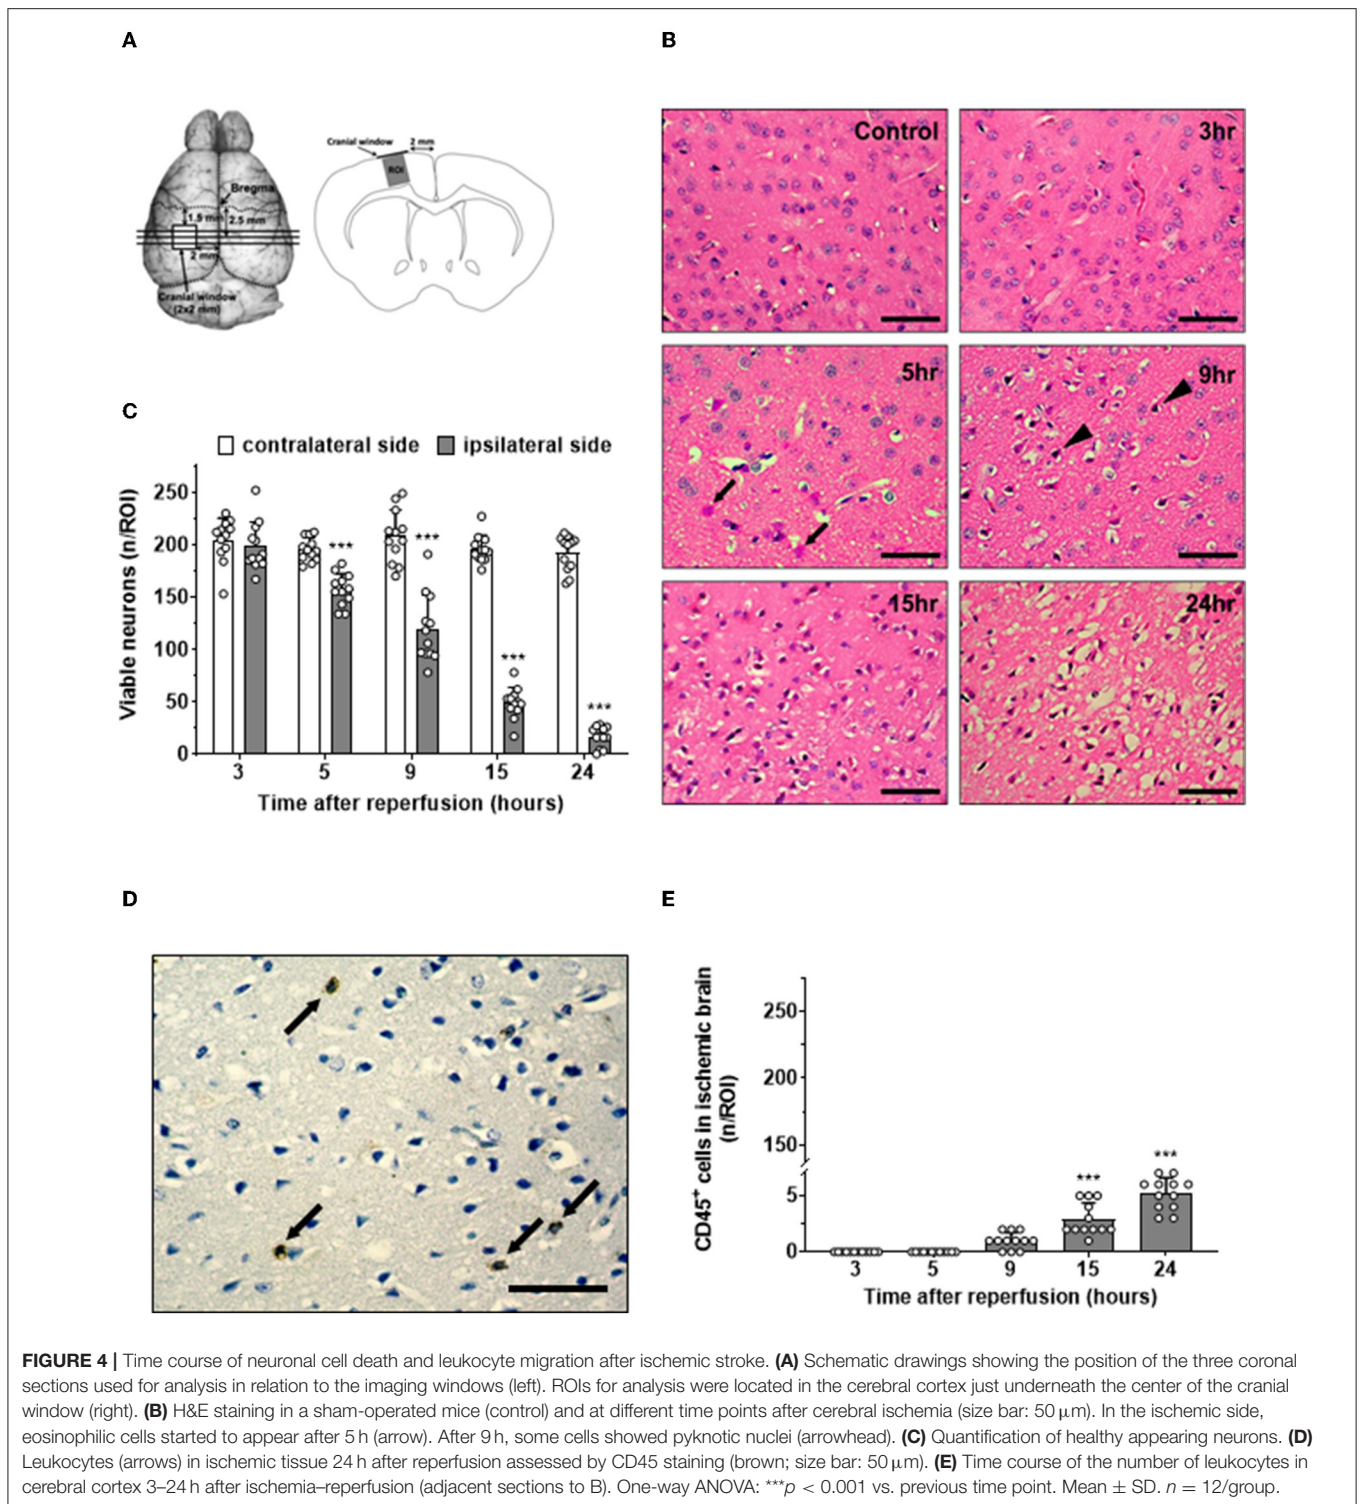 A
Cranial window
2 mm
ROI
Bregma
1.5 mm
2.5 mm
2 mm
Cranial window
(2x2 mm)
B
Control
3hr
5hr
9hr
15hr
24hr
C
contralateral side
ipsilateral side
Viable neurons (n/ROI)
250
200
150
100
50
0
***
***
***
***
3
5
9
15
24
Time after reperfusion (hours)
D
E
CD45+ cells in ischemic brain
(n/ROI)
250
200
150
5
0
***
***
3
5
9
15
24
Time after reperfusion (hours)
FIGURE 4 | Time course of neuronal cell death and leukocyte migration after ischemic stroke. (A) Schematic drawings showing the position of the three coronal
sections used for analysis in relation to the imaging windows (left). ROIs for analysis were located in the cerebral cortex just underneath the center of the cranial
window (right). (B) H&E staining in a sham-operated mice (control) and at different time points after cerebral ischemia (size bar: 50 μm). In the ischemic side,
eosinophilic cells started to appear after 5 h (arrow). After 9 h, some cells showed pyknotic nuclei (arrowhead). (C) Quantification of healthy appearing neurons. (D)
Leukocytes (arrows) in ischemic tissue 24 h after reperfusion assessed by CD45 staining (brown; size bar: 50 μm). (E) Time course of the number of leukocytes in
cerebral cortex 3–24 h after ischemia–reperfusion (adjacent sections to B). One-way ANOVA: ***p < 0.001 vs. previous time point. Mean ± SD. n = 12/group.